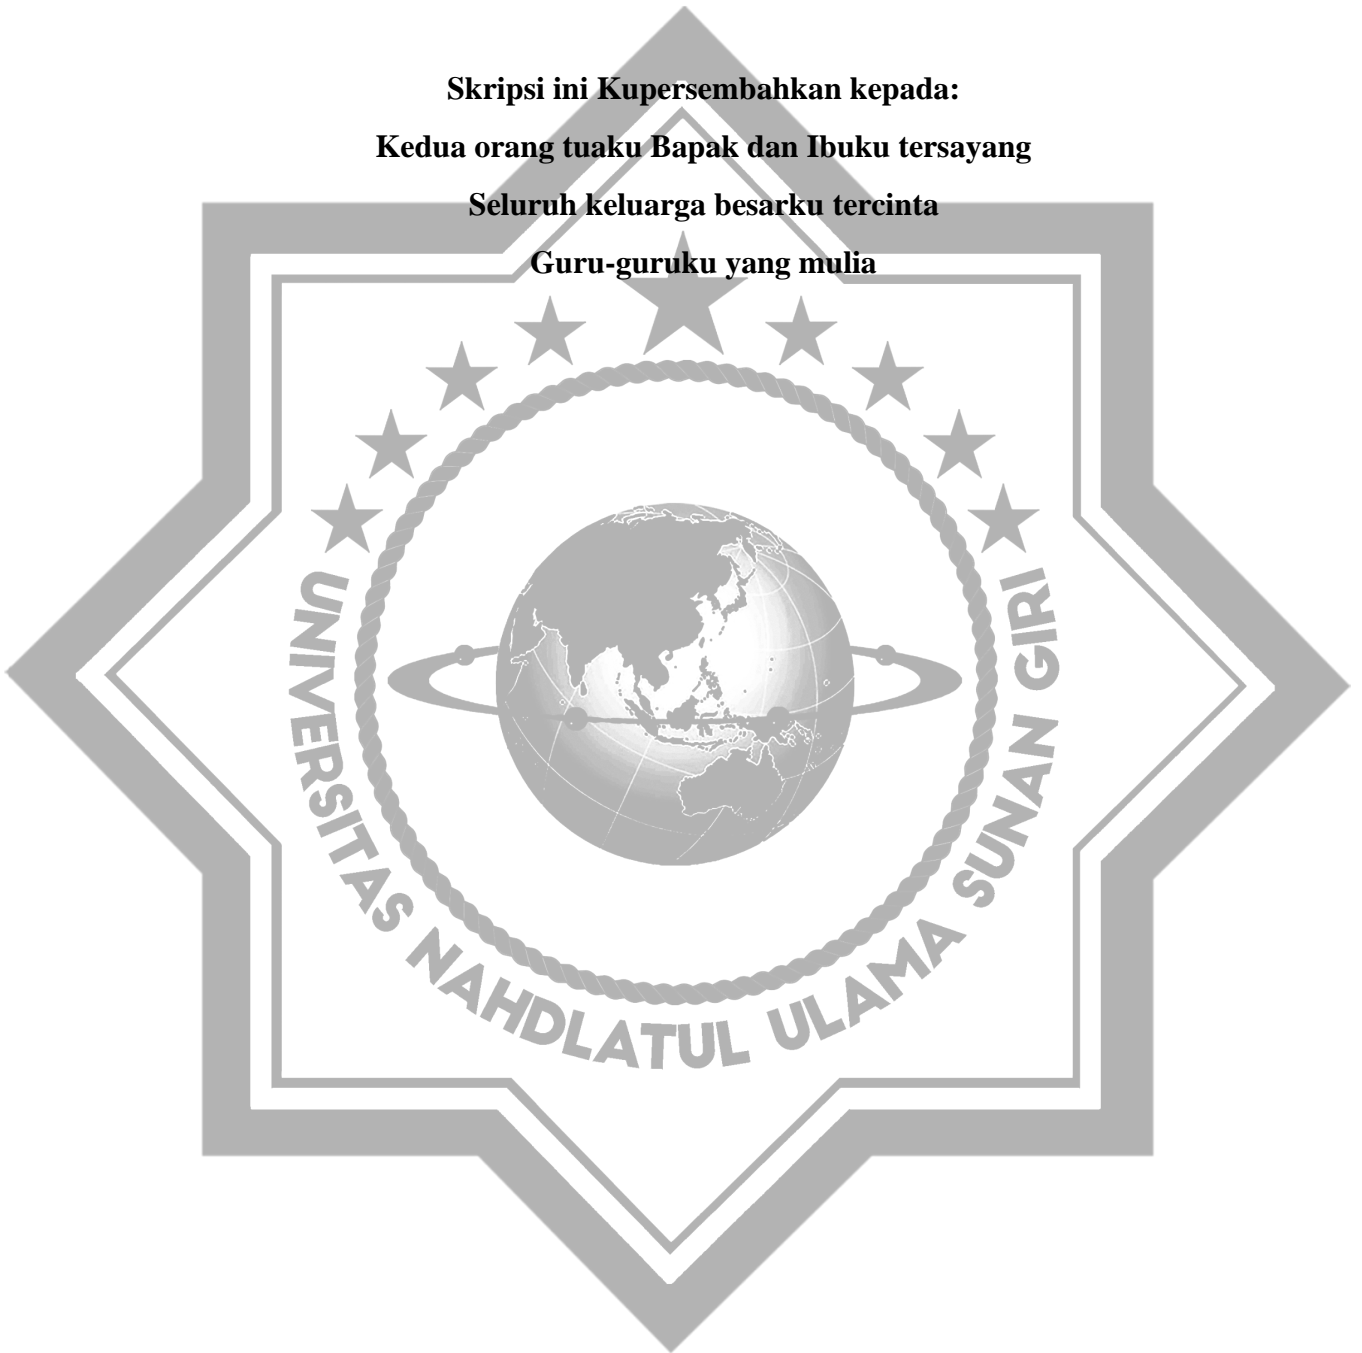 Skripsi ini Kupersembahkan kepada:
Kedua orang tuaku Bapak dan Ibuku tersayang
Seluruh keluarga besarku tercinta
Guru-guruku yang mulia
UNIVERSITAS NAHDLATUL ULAMA SUNAN GIRI